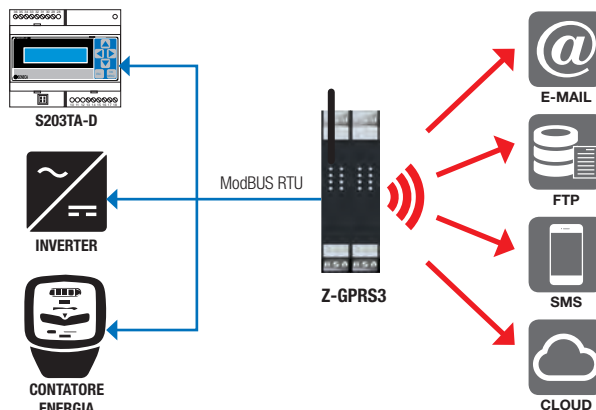 S203TA-D
INVERTER
CONTATORE
ENERGIA
ModBUS RTU
Z-GPRS3
E-MAIL
FTP
SMS
CLOUD